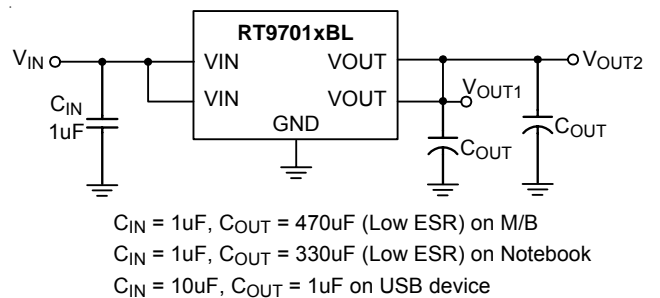 RT9701xBL
VIN
VIN
VIN
VOUT
VOUT
GND
CIN
1uF
VOUT2
VOUT1
COUT
COUT
CIN = 1uF, COUT = 470uF (Low ESR) on M/B
CIN = 1uF, COUT = 330uF (Low ESR) on Notebook
CIN = 10uF, COUT = 1uF on USB device